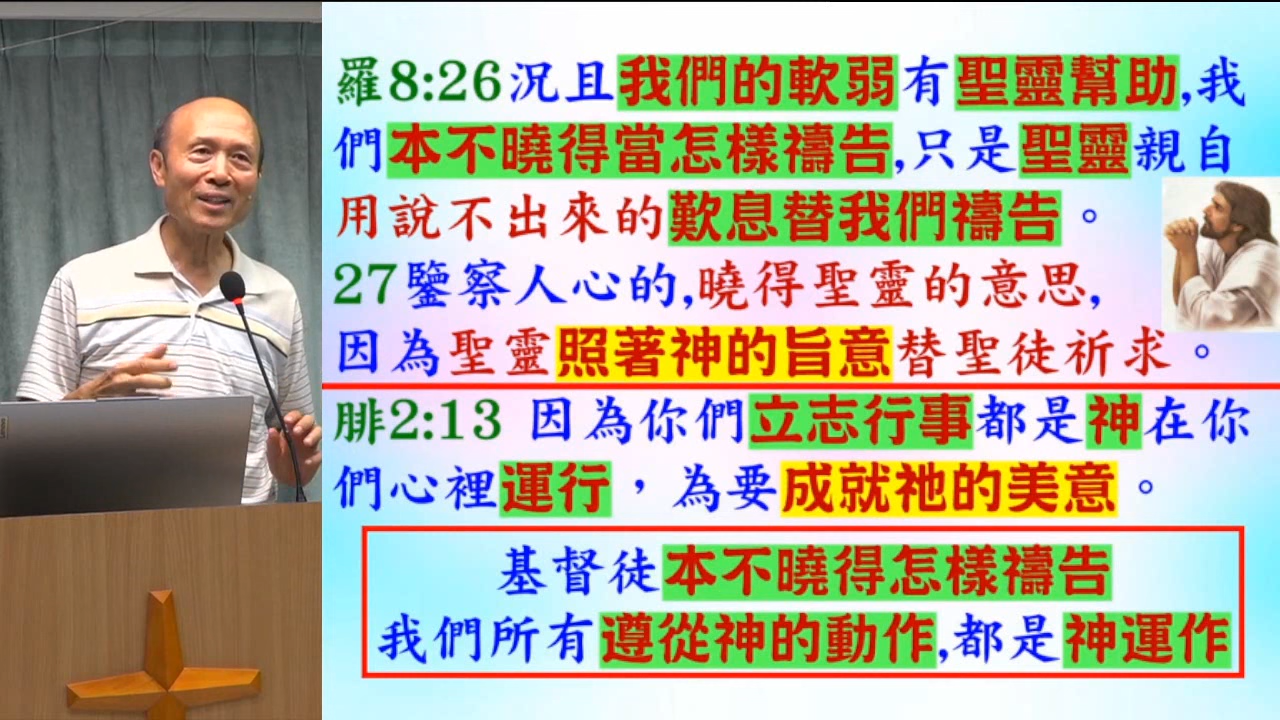 羅8:26況且我們的軟弱有聖靈幫助,我
們本不曉得當怎樣禱告,只是聖靈親自
用說不出來的歎息替我們禱告。
27鑒察人心的,曉得聖靈的意思,
因為聖靈照著神的旨意替聖徒祈求。
腓2:13 因為你們立志行事都是神在你
們心裡運行，為要成就祂的美意。
基督徒本不曉得怎樣禱告
我們所有遵從神的動作,都是神運作